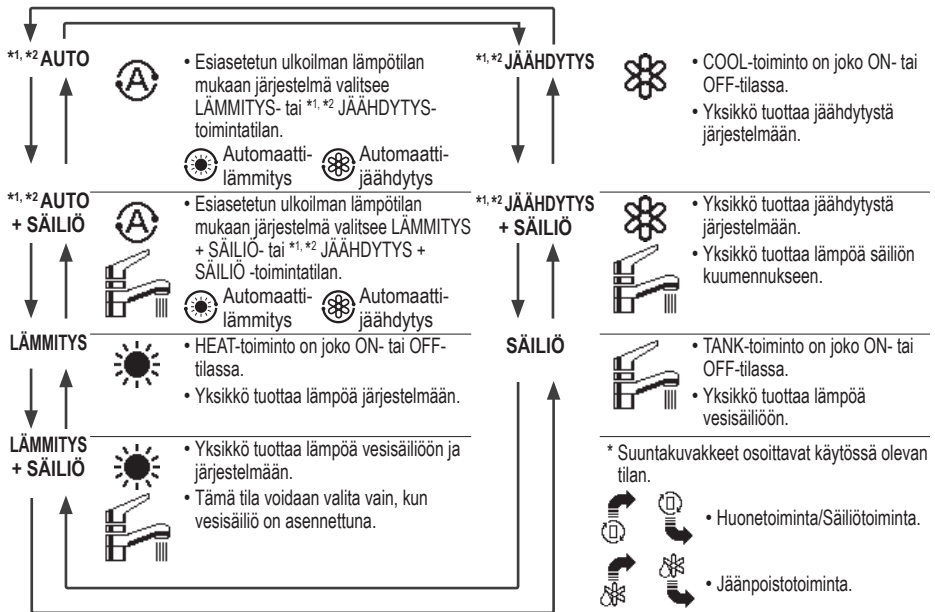 *1, *2 AUTO
• Esiasetetun ulkoilman lämpötilan
mukaan järjestelmä valitsee
LÄMMITYS- tai *1, *2 JÄÄHDYTYS-
toimintatilan.
Automaatti-
lämmitys
Automaatti-
jäähdytys
*1, *2 AUTO
+ SÄILIÖ
• Esiasetetun ulkoilman lämpötilan
mukaan järjestelmä valitsee LÄMMITYS
+ SÄILIÖ- tai *1, *2 JÄÄHDYTYS +
SÄILIÖ -toimintatilan.
Automaatti-
lämmitys
Automaatti-
jäähdytys
LÄMMITYS
• HEAT-toiminto on joko ON- tai OFF-
tilassa.
• Yksikkö tuottaa lämpöä järjestelmään.
LÄMMITYS
+ SÄILIÖ
• Yksikkö tuottaa lämpöä vesisäiliöön ja
järjestelmään.
• Tämä tila voidaan valita vain, kun
vesisäiliö on asennettuna.
*1, *2 JÄÄHDYTYS
• COOL-toiminto on joko ON- tai
OFF-tilassa.
• Yksikkö tuottaa jäähdytystä
järjestelmään.
*1, *2 JÄÄHDYTYS
+ SÄILIÖ
• Yksikkö tuottaa jäähdytystä
järjestelmään.
• Yksikkö tuottaa lämpöä säiliön
kuumennukseen.
SÄILIÖ
• TANK-toiminto on joko ON- tai
OFF-tilassa.
• Yksikkö tuottaa lämpöä
vesisäiliöön.
* Suuntakuvakkeet osoittavat käytössä olevan
tilan.
• Huonetoiminta/Säiliötoiminta.
• Jäänpoistotoiminta.